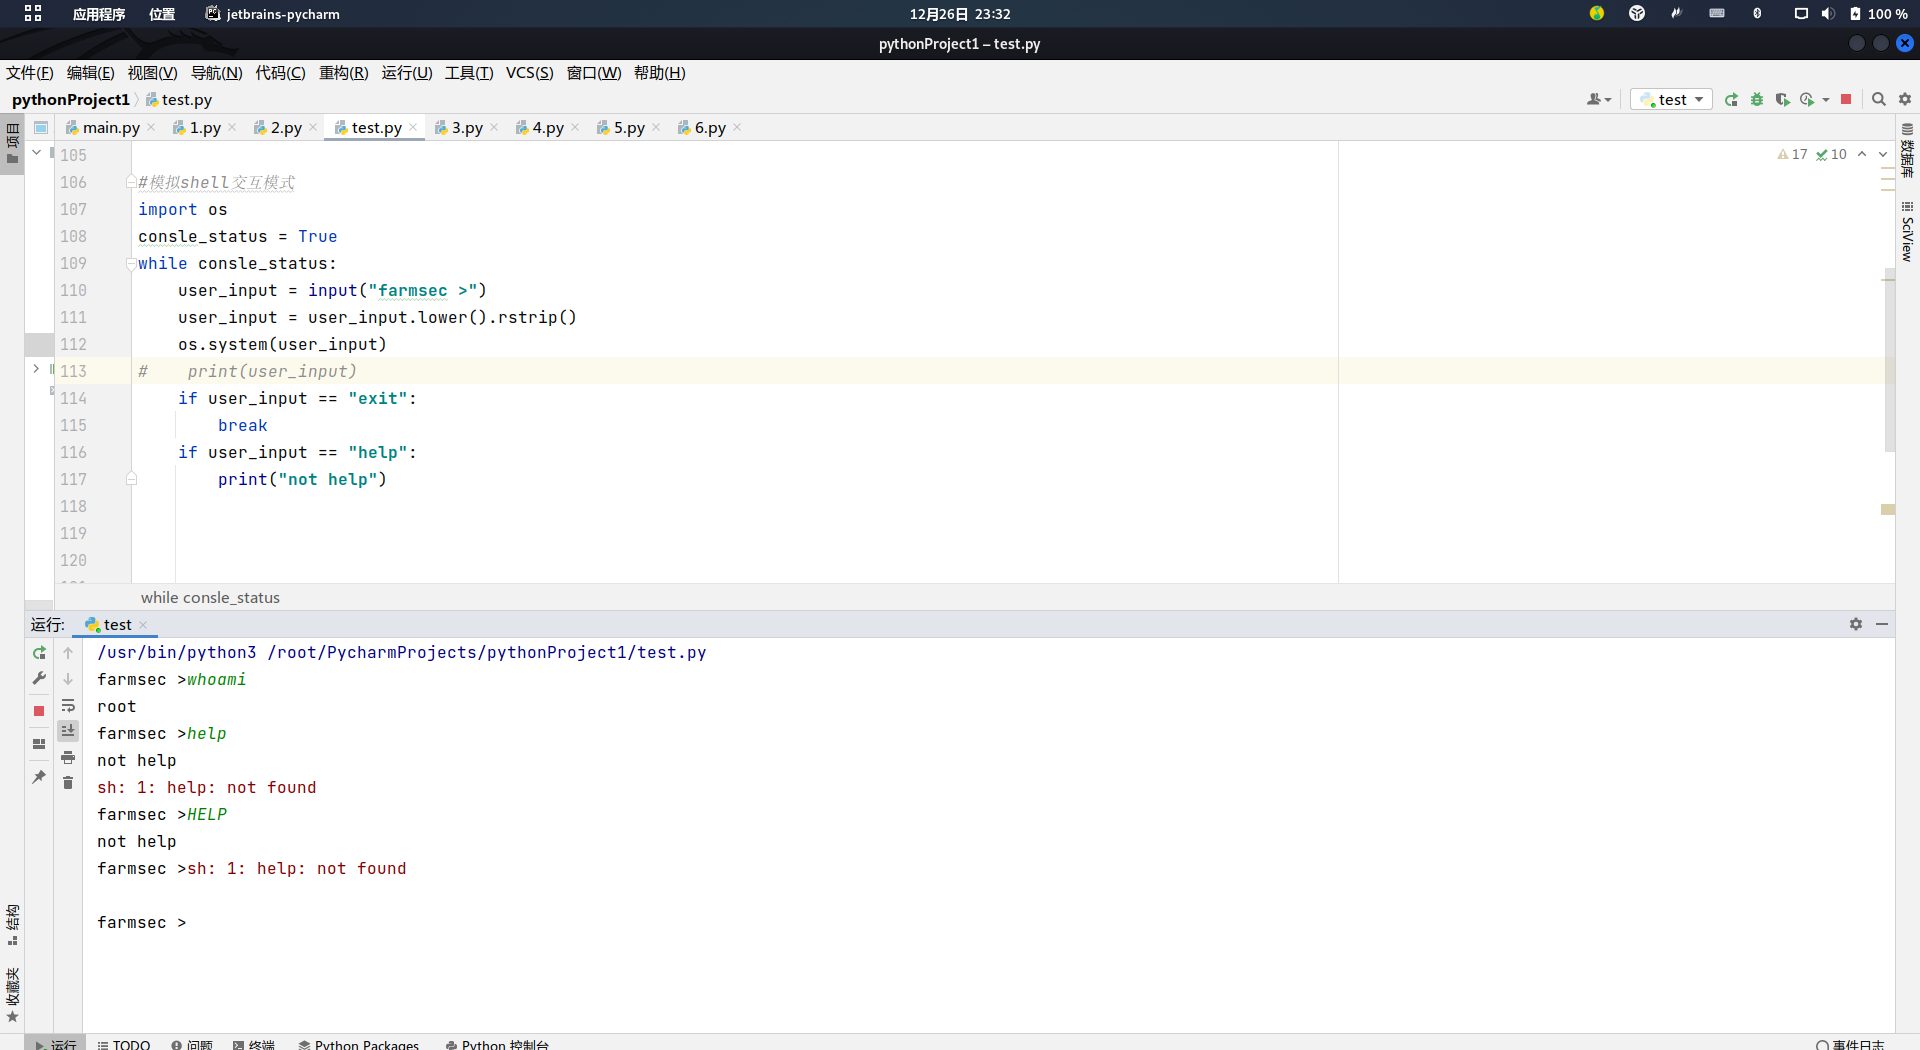 应用程序 位置 jetbrains-pycharm 12月26日 23:32 100 %
pythonProject1 – test.py
文件(F) 编辑(E) 视图(V) 导航(N) 代码(C) 重构(R) 运行(U) 工具(T) VCS(S) 窗口(W) 帮助(H)
pythonProject1 test.py test
main.py 1.py 2.py test.py 3.py 4.py 5.py 6.py
项目
数据库
SciView
17 10
105
106 #模拟shell交互模式
107 import os
108 consle_status = True
109 while consle_status:
110 user_input = input("farmsec >")
111 user_input = user_input.lower().rstrip()
112 os.system(user_input)
113 # print(user_input)
114 if user_input == "exit":
115 break
116 if user_input == "help":
117 print("not help")
118
119
120
while consle_status
运行: test
/usr/bin/python3 /root/PycharmProjects/pythonProject1/test.py
farmsec >whoami
root
farmsec >help
not help
sh: 1: help: not found
farmsec >HELP
not help
farmsec >sh: 1: help: not found
farmsec >
结构
收藏夹
运行 TODO 问题 终端 Python Packages Python 控制台 事件日志